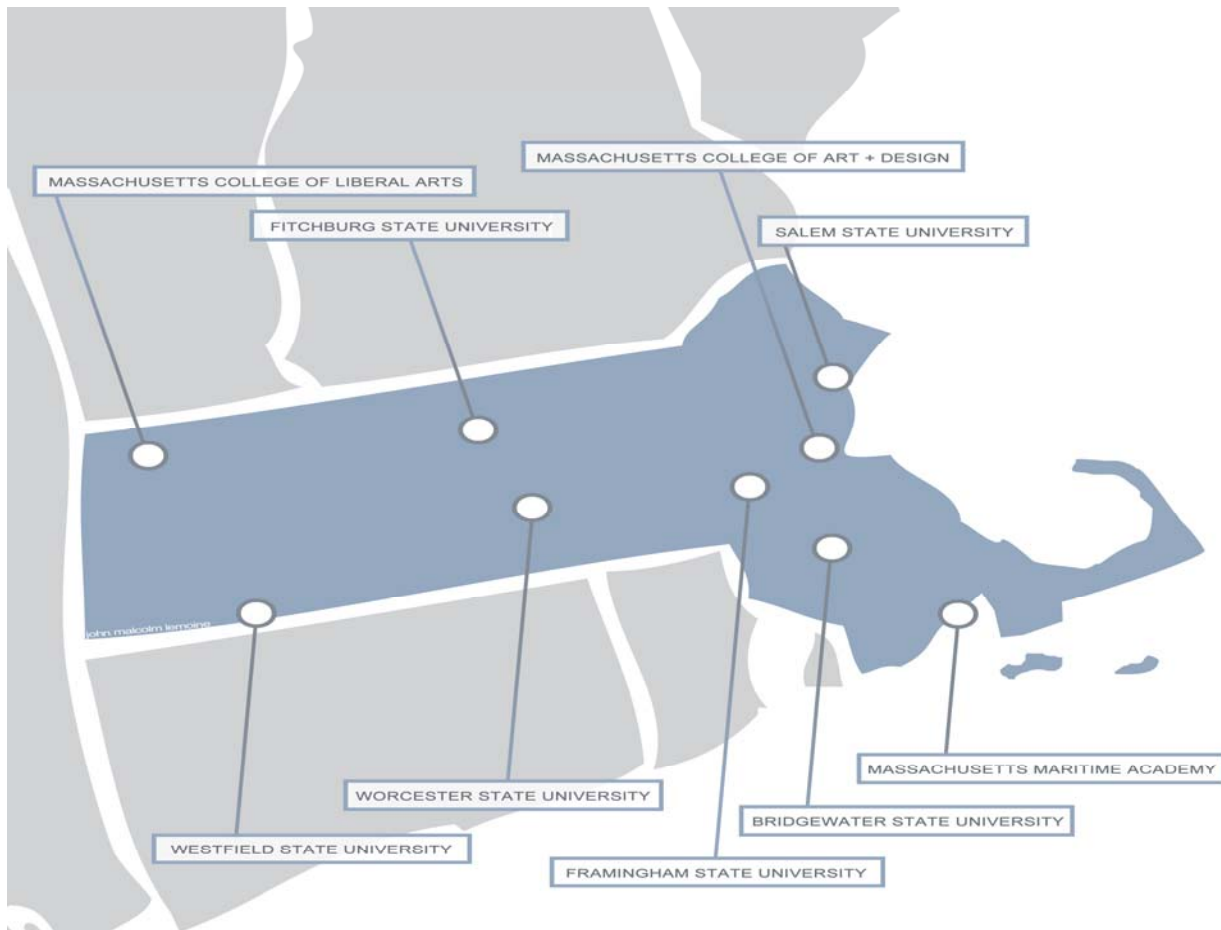 MASSACHUSETTS COLLEGE OF ART + DESIGN
MASSACHUSETTS COLLEGE OF LIBERAL ARTS
FITCHBURG STATE UNIVERSITY
SALEM STATE UNIVERSITY
john malcolm lemoine
MASSACHUSETTS MARITIME ACADEMY
WORCESTER STATE UNIVERSITY
BRIDGEWATER STATE UNIVERSITY
WESTFIELD STATE UNIVERSITY
FRAMINGHAM STATE UNIVERSITY